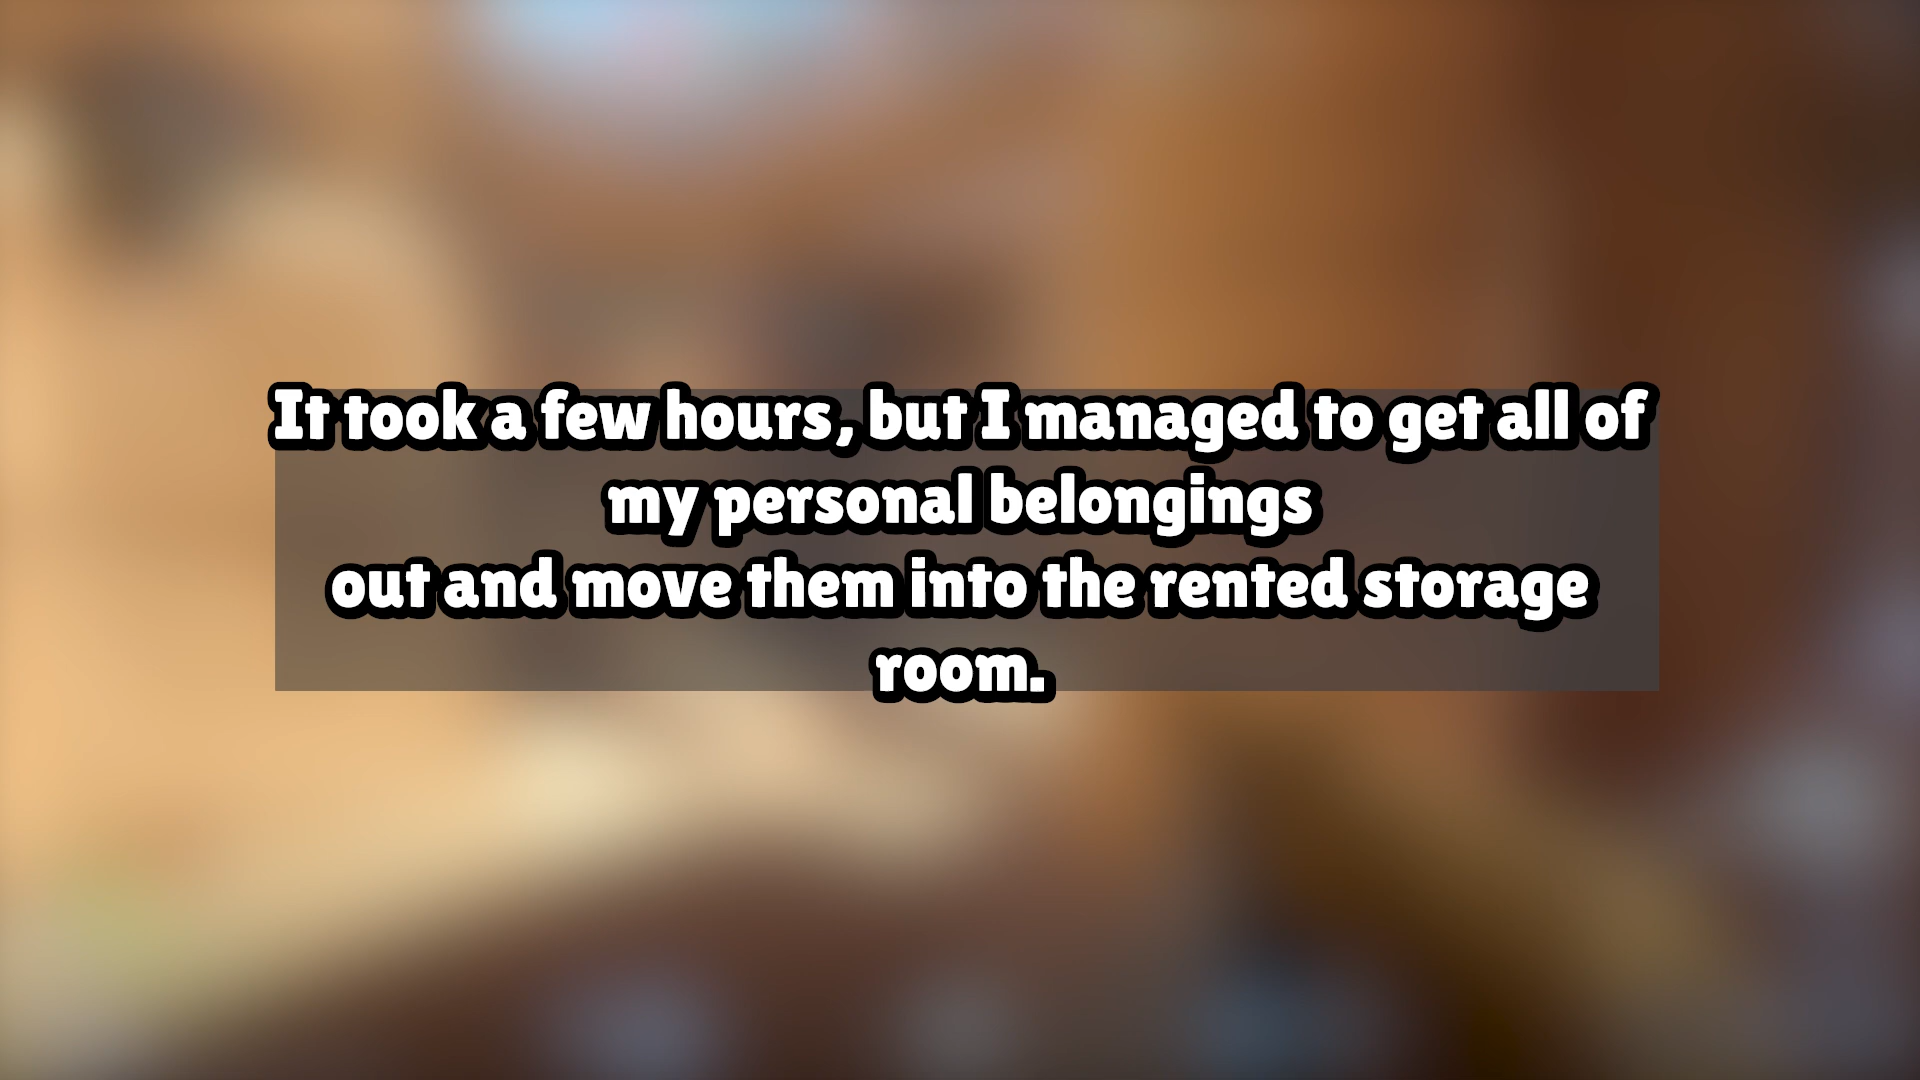 It took a few hours, but I managed to get all of
my personal belongings
out and move them into the rented storage
room.